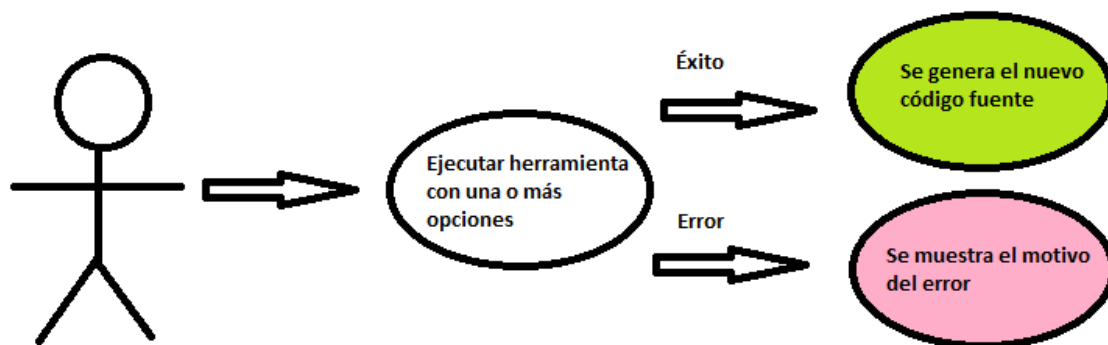 Ejecutar herramienta
con una o más
opciones
Éxito
Se genera el nuevo
código fuente
Error
Se muestra el motivo
del error